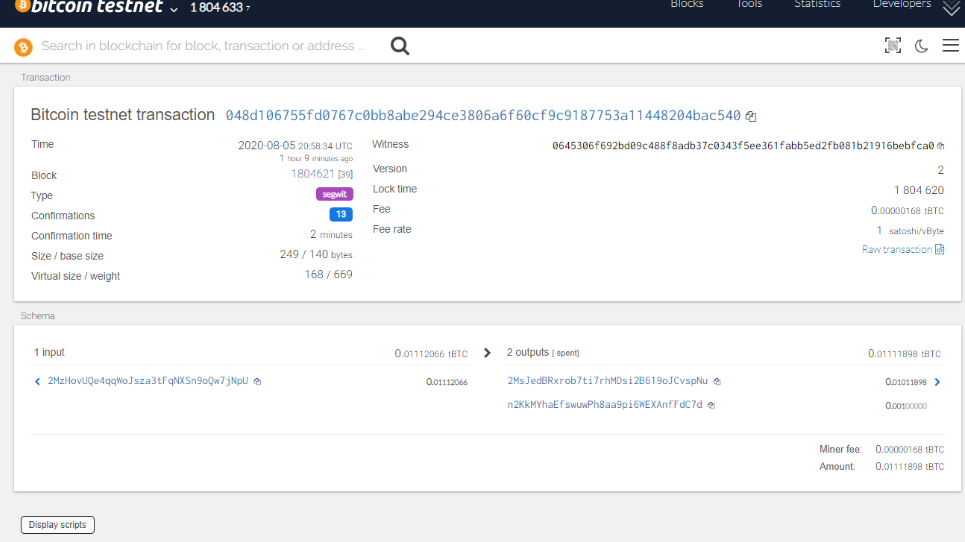 bitcoin testnet 1 804 633 7
Blocks Tools Statistics Developers
Search in blockchain for block, transaction or address ...
Transaction
Bitcoin testnet transaction 048d106755fd0767c0bb8abe294ce3806a6f60cf9c9187753a11448204bac540
Time 2020-08-05 20:58:34 UTC
1 hour 9 minutes ago
Block 1804621 [39]
Type segwit
Confirmations 13
Confirmation time 2 minutes
Size / base size 249 / 140 bytes
Virtual size / weight 168 / 669
Witness 0645306f692bd09c488f8adb37c0343f5ee361fabb5ed2fb081b21916bebfca0
Version 2
Lock time 1 804 620
Fee 0.00000168 tBTC
Fee rate 1 satoshi/vByte
Raw transaction
Schema
1 input 0.01112066 tBTC
2MzHovUQe4qqWoJsza3tFqNXSn9oQw7jNpU 0.01112066
2 outputs [ spent] 0.01111898 tBTC
2MsJedBRxrob7ti7rhMDsi2B619oJCvspNu 0.01011898
n2KkMYhaEfswuwPh8aa9pi6WEXAnfFdC7d 0.00100000
Miner fee: 0.00000168 tBTC
Amount: 0.01111898 tBTC
Display scripts